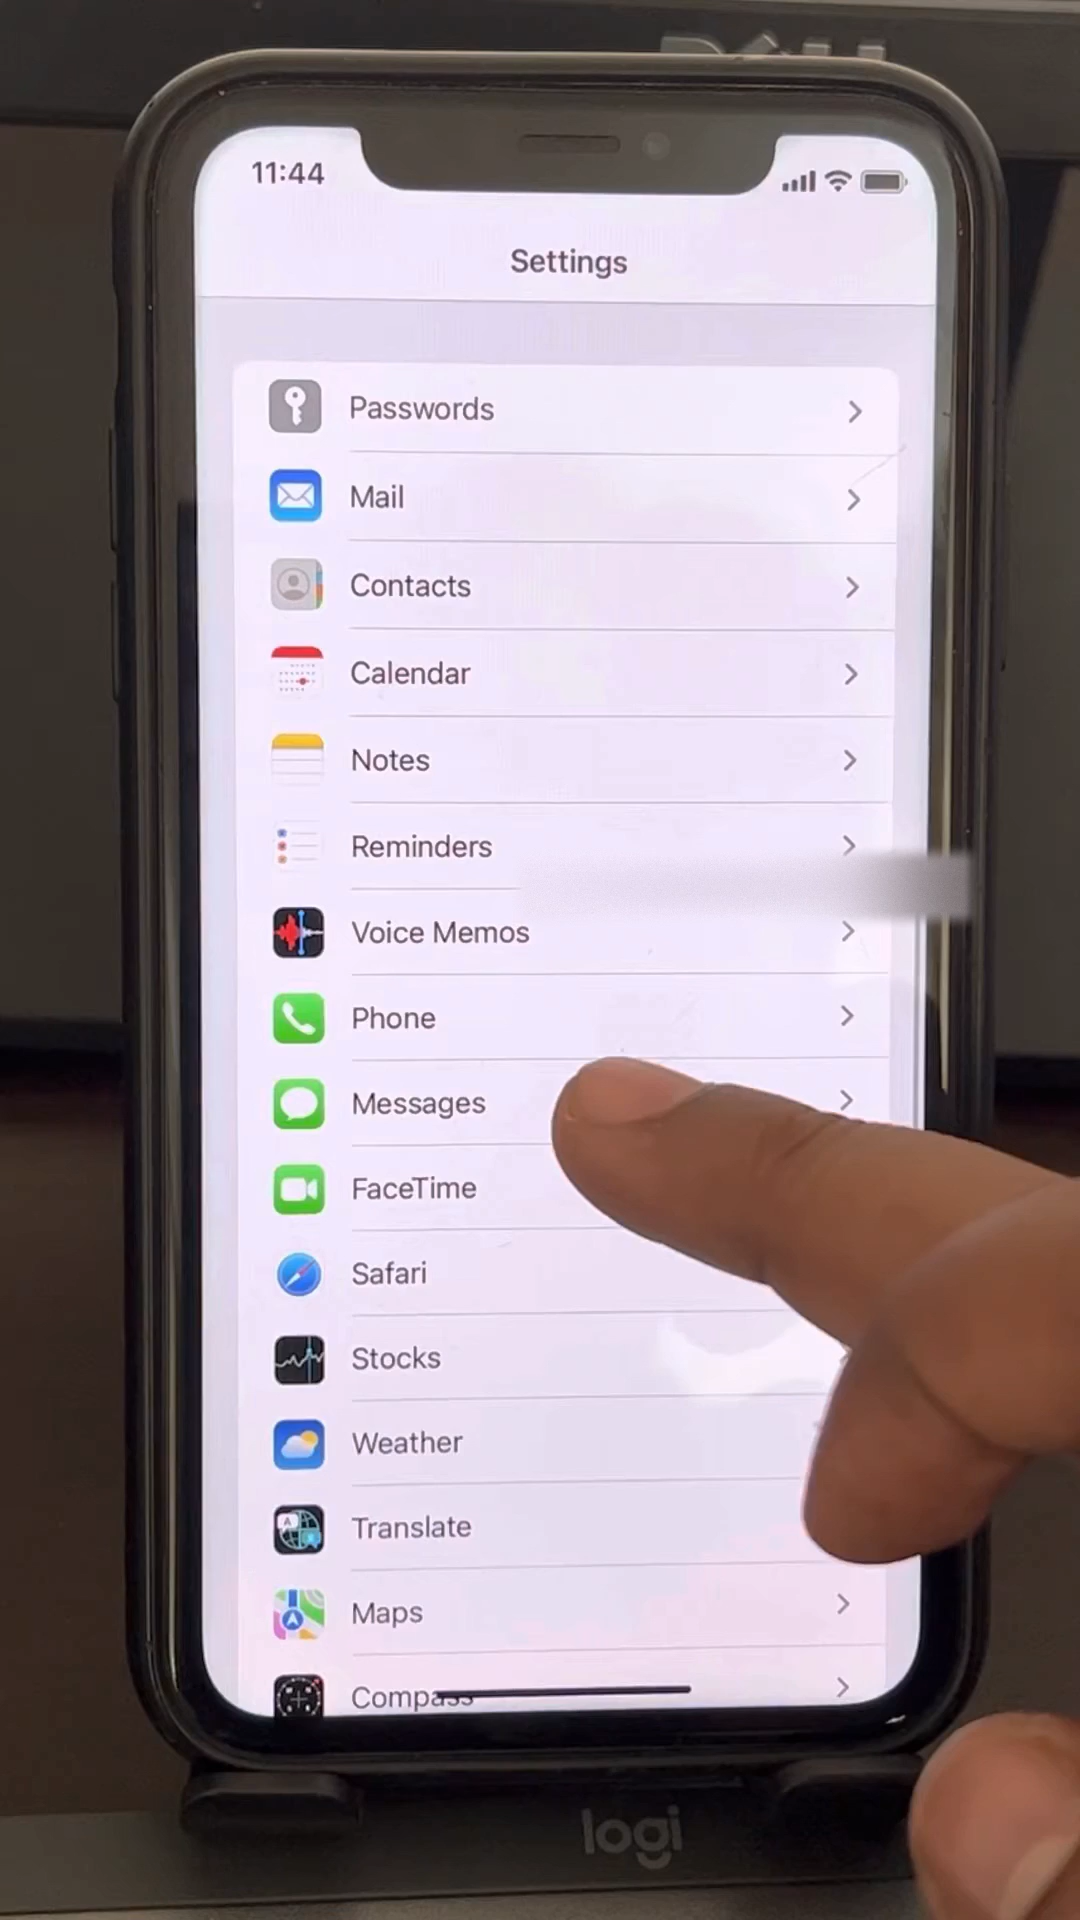 11:44
Settings
Passwords
Mail
Contacts
Calendar
Notes
Reminders
Voice Memos
Phone
Messages
FaceTime
Safari
Stocks
Weather
Translate
Maps
Compass
logi